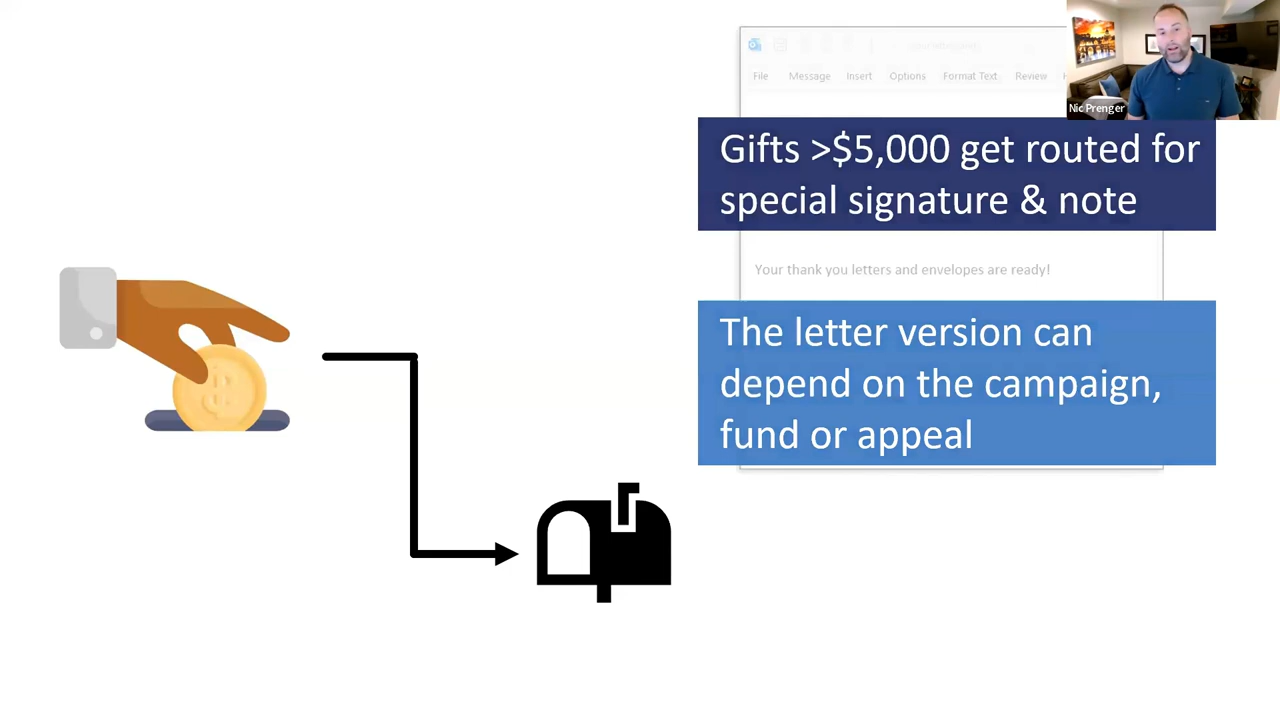 File Message Insert Options Format Text Review
Nic Prenger
Gifts >$5,000 get routed for
special signature & note
Your thank you letters and envelopes are ready!
The letter version can
depend on the campaign,
fund or appeal